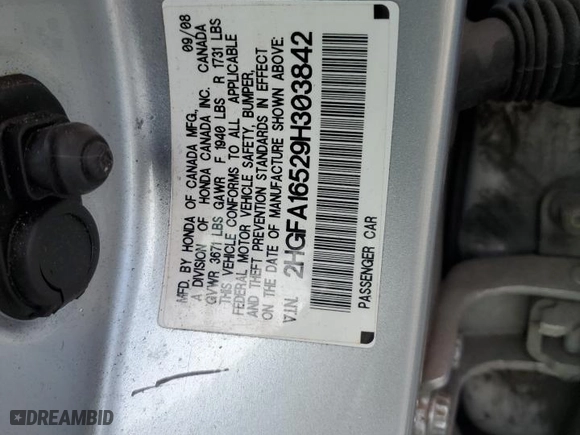 MFD. BY HONDA OF CANADA MFG., 09/08
A DIVISION OF HONDA CANADA INC. CANADA
GVWR 3671 LBS GAWR F 1940 LBS R 1731 LBS
THIS VEHICLE CONFORMS TO ALL APPLICABLE
FEDERAL MOTOR VEHICLE SAFETY, BUMPER,
AND THEFT PREVENTION STANDARDS IN EFFECT
ON THE DATE OF MANUFACTURE SHOWN ABOVE.
V.I.N. 2HGFA16529H303842
PASSENGER CAR
DREAMBID